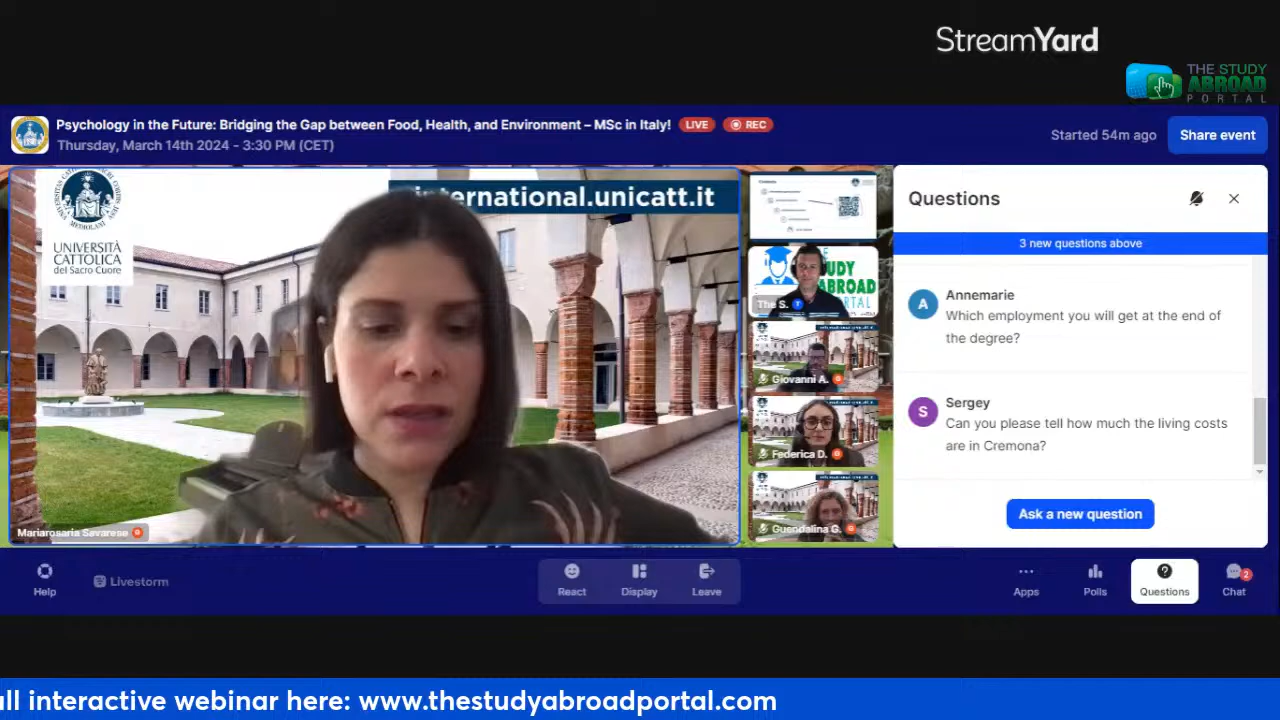 StreamYard
THE STUDY
ABROAD
PORTAL
Psychology in the Future: Bridging the Gap between Food, Health, and Environment – MSc in Italy!
LIVE
REC
Thursday, March 14th 2024 - 3:30 PM (CET)
Started 54m ago
Share event
international.unicatt.it
UNIVERSITÀ
CATTOLICA
del Sacro Cuore
Mariarosaria Savarese
The S.
STUDY
ABROAD
Giovanni A.
Federica D.
Guendalina G.
Questions
3 new questions above
A
Annemarie
Which employment you will get at the end of
the degree?
S
Sergey
Can you please tell how much the living costs
are in Cremona?
Ask a new question
Help
Livestorm
React
Display
Leave
Apps
Polls
Questions
Chat
2
all interactive webinar here: www.thestudyabroadportal.com